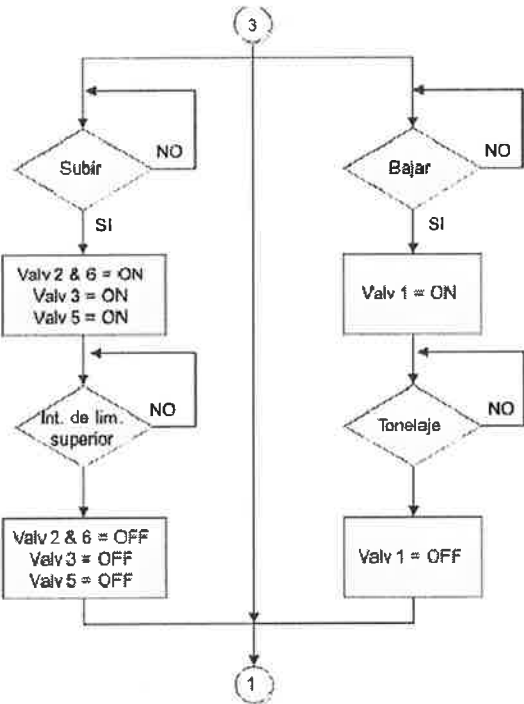 3
Subir
NO
SI
Valv 2 & 6 = ON
Valv 3 = ON
Valv 5 = ON
Int. de lim.
superior
NO
Valv 2 & 6 = OFF
Valv 3 = OFF
Valv 5 = OFF
Bajar
NO
SI
Valv 1 = ON
Tonelaje
NO
Valv 1 = OFF
1